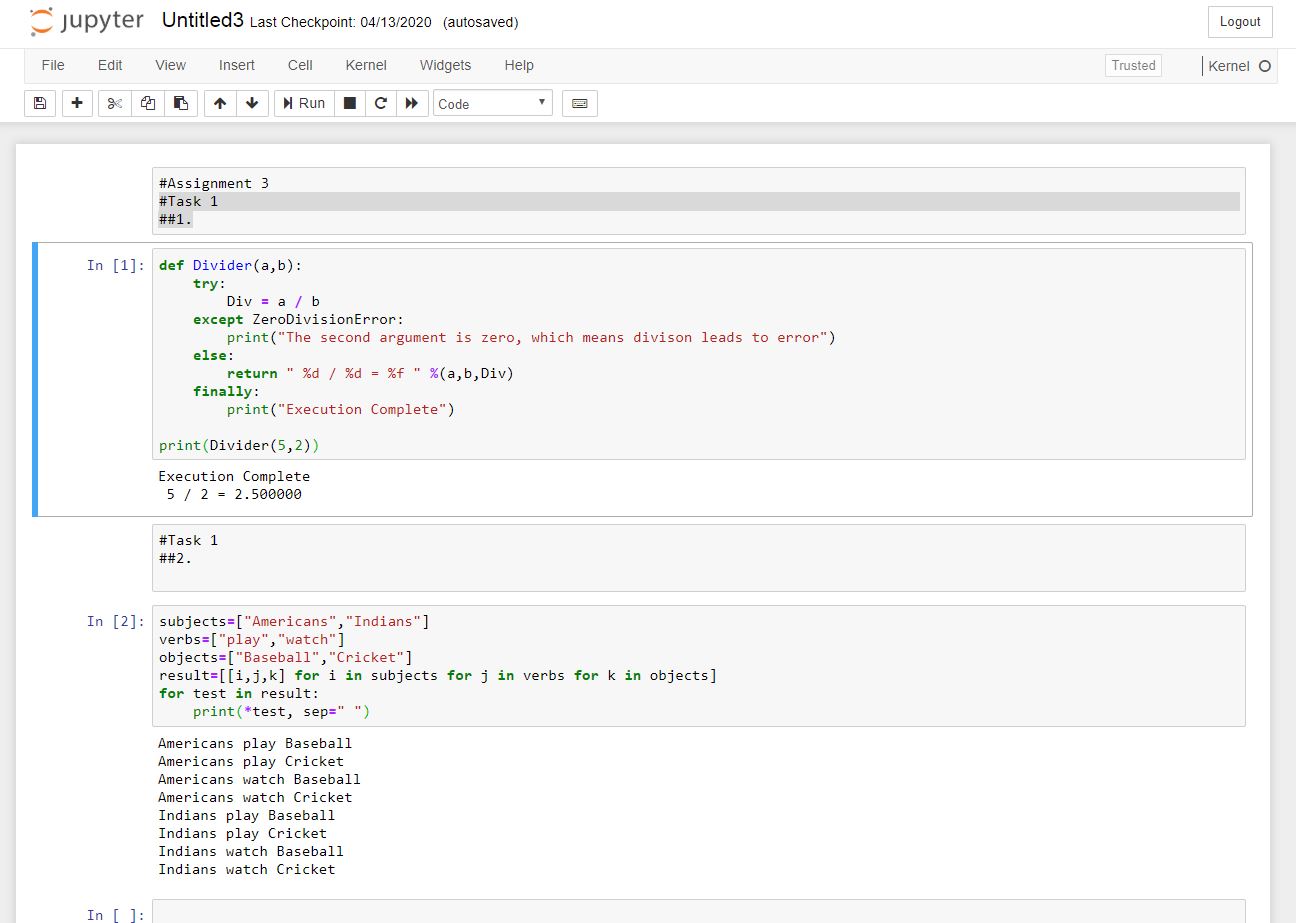 jupyter Untitled3 Last Checkpoint: 04/13/2020 (autosaved) Logout
File Edit View Insert Cell Kernel Widgets Help Trusted Kernel
Run Code
#Assignment 3
#Task 1
##1.
In [1]: def Divider(a,b):
    try:
        Div = a / b
    except ZeroDivisionError:
        print("The second argument is zero, which means divison leads to error")
    else:
        return " %d / %d = %f " %(a,b,Div)
    finally:
        print("Execution Complete")
print(Divider(5,2))
Execution Complete
 5 / 2 = 2.500000
#Task 1
##2.
In [2]: subjects=["Americans","Indians"]
verbs=["play","watch"]
objects=["Baseball","Cricket"]
result=[[i,j,k] for i in subjects for j in verbs for k in objects]
for test in result:
    print(*test, sep=" ")
Americans play Baseball
Americans play Cricket
Americans watch Baseball
Americans watch Cricket
Indians play Baseball
Indians play Cricket
Indians watch Baseball
Indians watch Cricket
In [ ]: